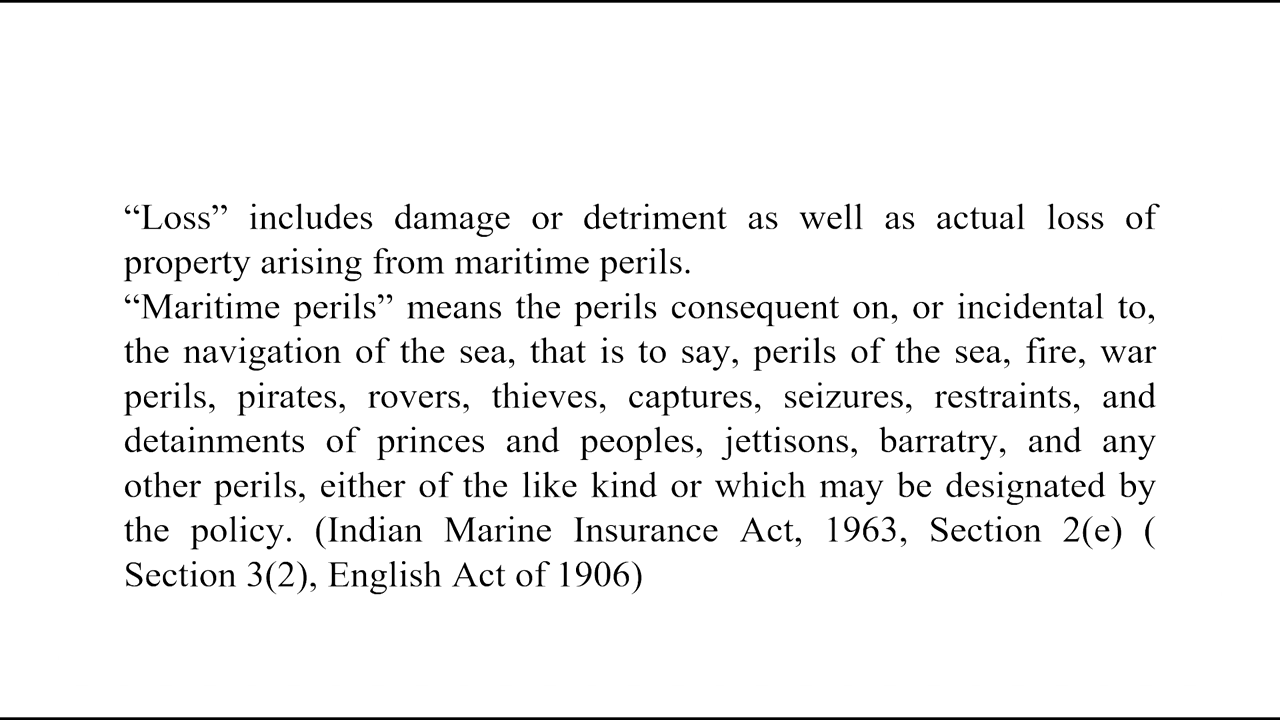 “Loss” includes damage or detriment as well as actual loss of
property arising from maritime perils.
“Maritime perils” means the perils consequent on, or incidental to,
the navigation of the sea, that is to say, perils of the sea, fire, war
perils, pirates, rovers, thieves, captures, seizures, restraints, and
detainments of princes and peoples, jettisons, barratry, and any
other perils, either of the like kind or which may be designated by
the policy. (Indian Marine Insurance Act, 1963, Section 2(e) (
Section 3(2), English Act of 1906)